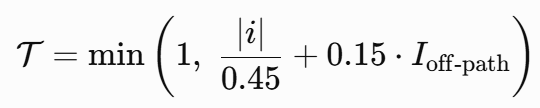 𝒯 = min (1, |i| / 0.45 + 0.15 · I_off-path)